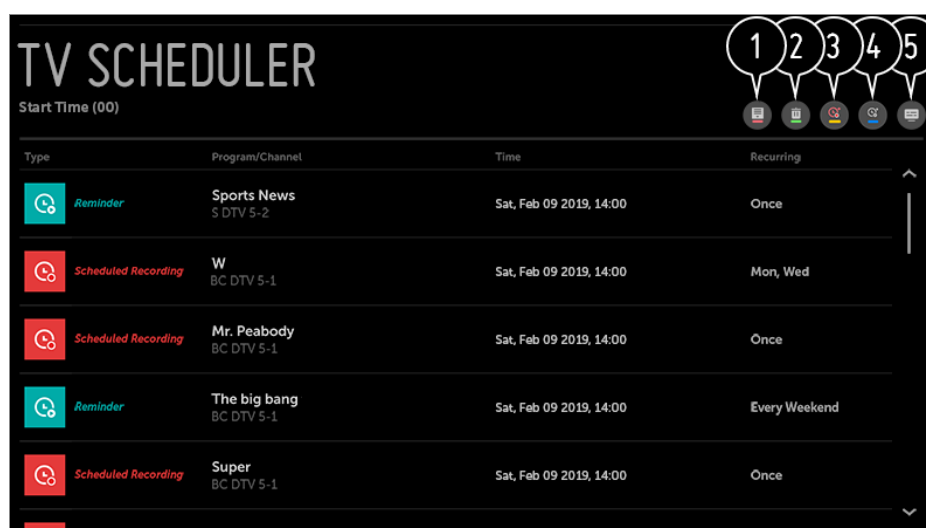 TV SCHEDULER
1 2 3 4 5
Start Time (00)
Type Program/Channel Time Recurring
Reminder Sports News Sat, Feb 09 2019, 14:00 Once
S DTV 5-2
Scheduled Recording W Sat, Feb 09 2019, 14:00 Mon, Wed
BC DTV 5-1
Scheduled Recording Mr. Peabody Sat, Feb 09 2019, 14:00 Once
BC DTV 5-1
Reminder The big bang Sat, Feb 09 2019, 14:00 Every Weekend
BC DTV 5-1
Scheduled Recording Super Sat, Feb 09 2019, 14:00 Once
BC DTV 5-1